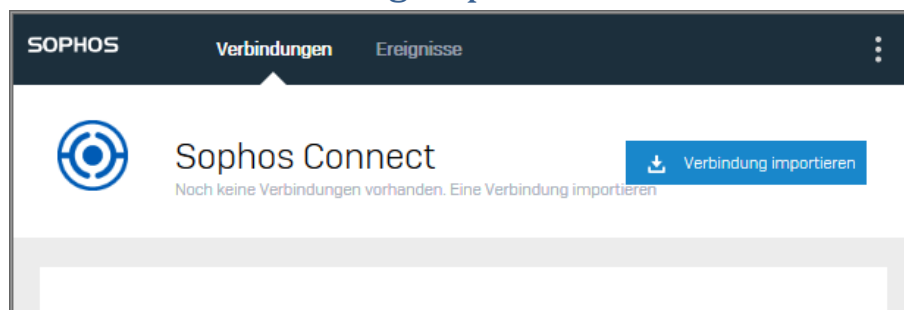 SOPHOS
Verbindungen
Ereignisse
Sophos Connect
Verbindung importieren
Noch keine Verbindungen vorhanden. Eine Verbindung importieren